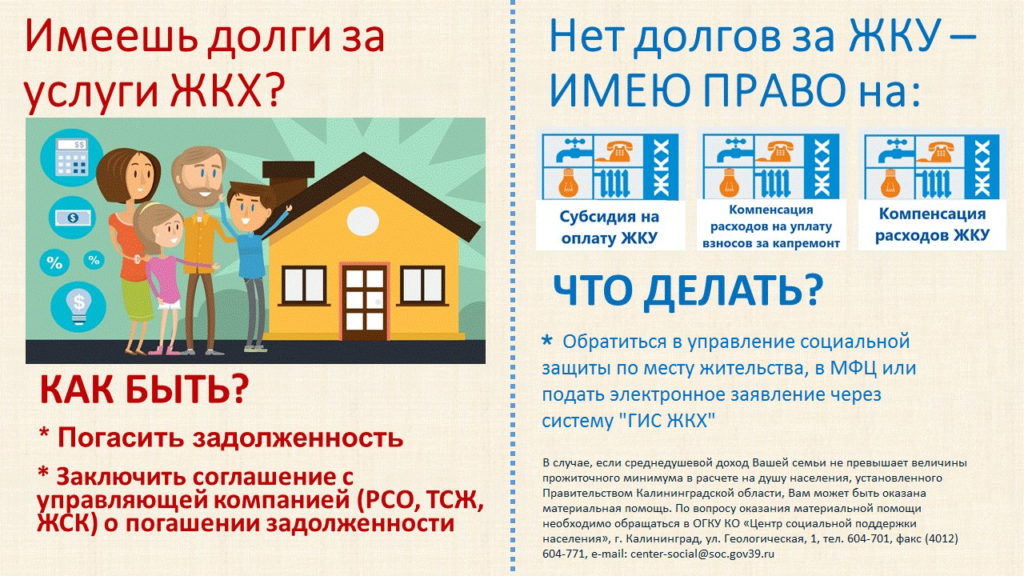 Имеешь долги за
услуги ЖКХ?
КАК БЫТЬ?
* Погасить задолженность
* Заключить соглашение с
управляющей компанией (РСО, ТСЖ,
ЖСК) о погашении задолженности
Нет долгов за ЖКУ –
ИМЕЮ ПРАВО на:
ЖКХ
Субсидия на
оплату ЖКУ
ЖКХ
Компенсация
расходов на уплату
взносов за капремонт
ЖКХ
Компенсация
расходов ЖКУ
ЧТО ДЕЛАТЬ?
* Обратиться в управление социальной
защиты по месту жительства, в МФЦ или
подать электронное заявление через
систему "ГИС ЖКХ"
В случае, если среднедушевой доход Вашей семьи не превышает величины
прожиточного минимума в расчете на душу населения, установленного
Правительством Калининградской области, Вам может быть оказана
материальная помощь. По вопросу оказания материальной помощи
необходимо обращаться в ОГКУ КО «Центр социальной поддержки
населения», г. Калининград, ул. Геологическая, 1, тел. 604-701, факс (4012)
604-771, e-mail: center-social@soc.gov39.ru